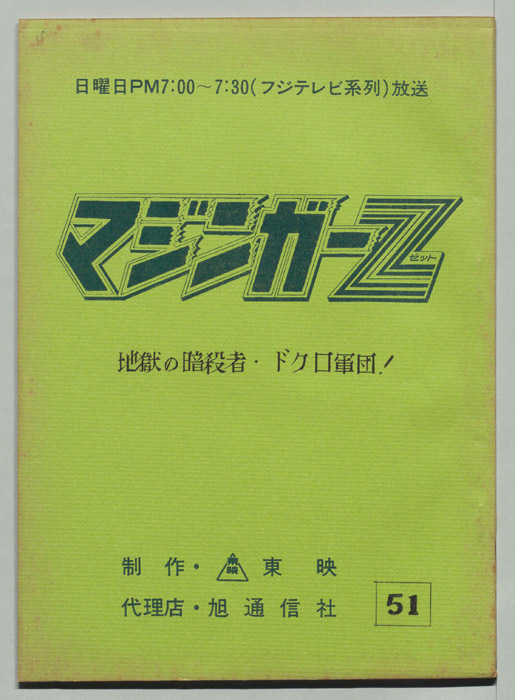 日曜日PM7:00～7:30(フジテレビ系列)放送
マジンガーZ
ゼット
地獄の暗殺者・ドクロ軍団!
制作・東映 東映
代理店・旭通信社
51